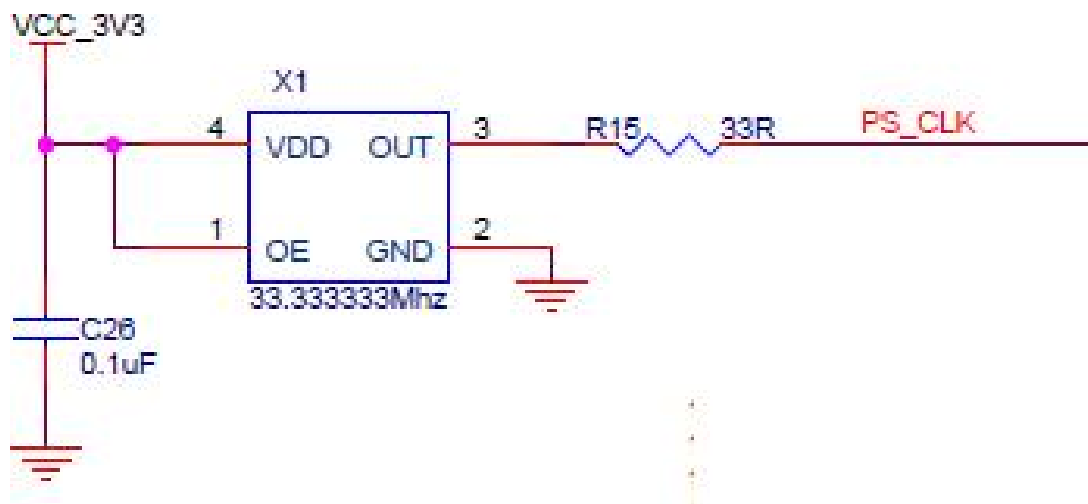 VCC_3V3
X1
4 VDD OUT 3 R15 33R PS_CLK
1 OE GND 2
33.333333Mhz
C26
0.1uF